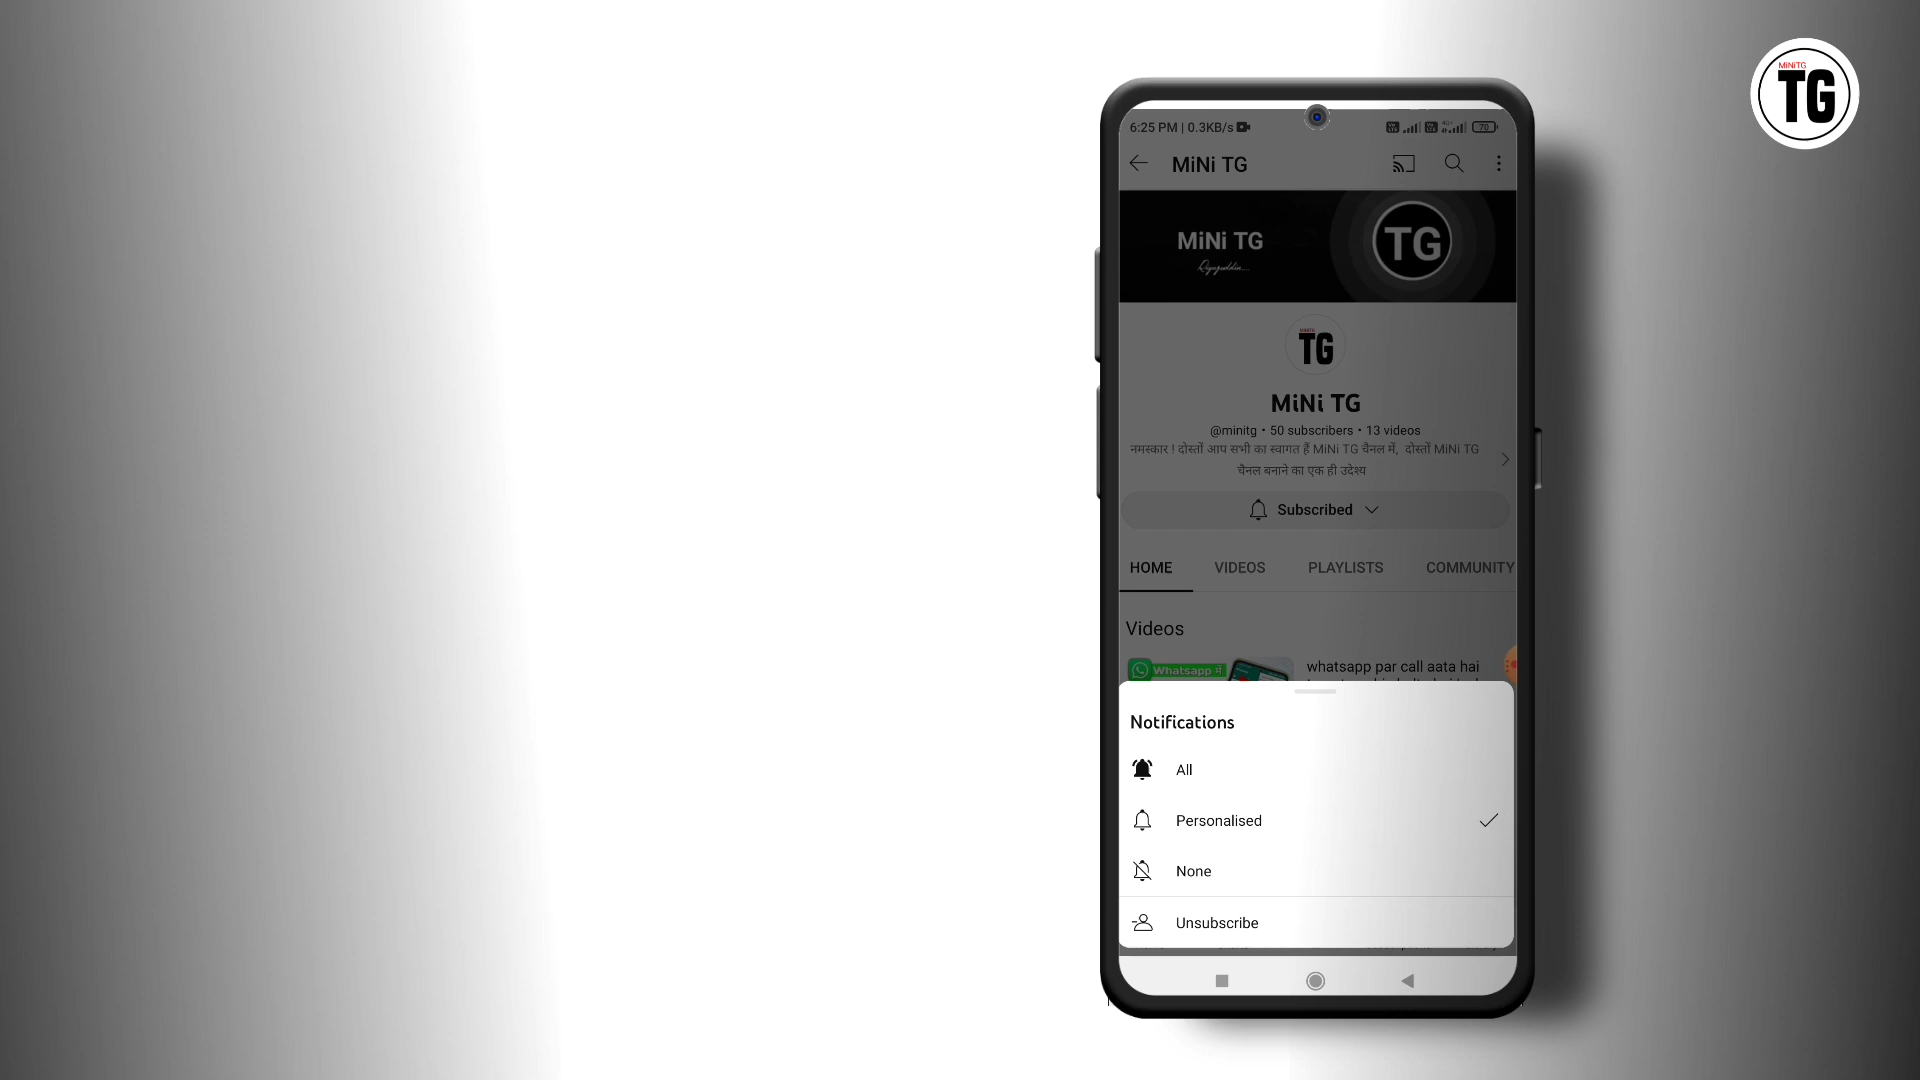 MiNiTG
TG
6:25 PM | 0.3KB/s
70
MiNi TG
MiNi TG
TG
TG
MiNi TG
@minitg • 50 subscribers • 13 videos
नमस्कार ! दोस्तों आप सभी का स्वागत हैं MiNi TG चैनल में, दोस्तों MiNi TG
चैनल बनाने का एक ही उदेश्य
Subscribed
HOME VIDEOS PLAYLISTS COMMUNITY
Videos
Whatsapp में
whatsapp par call aata hai
Notifications
All
Personalised
None
Unsubscribe